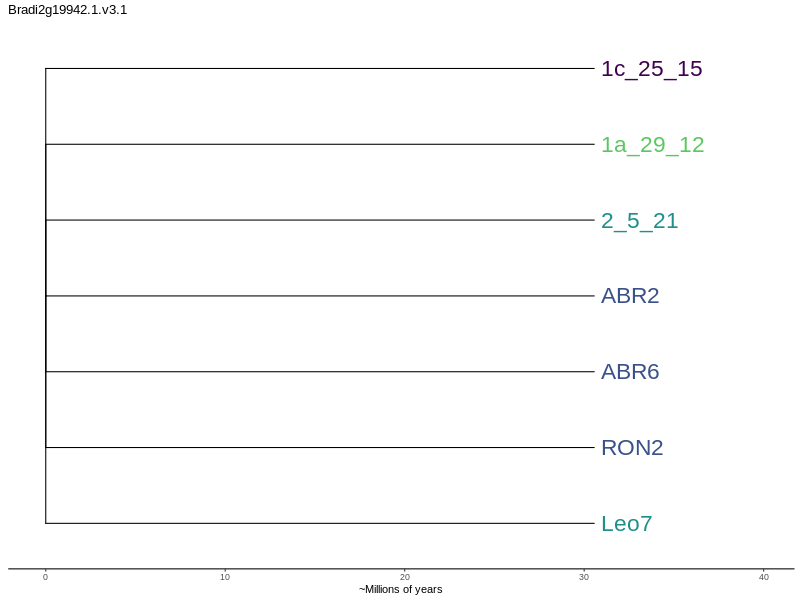 Bradi2g19942.1.v3.1
1c_25_15
1a_29_12
2_5_21
ABR2
ABR6
RON2
Leo7
0 10 20 30 40
~Millions of years